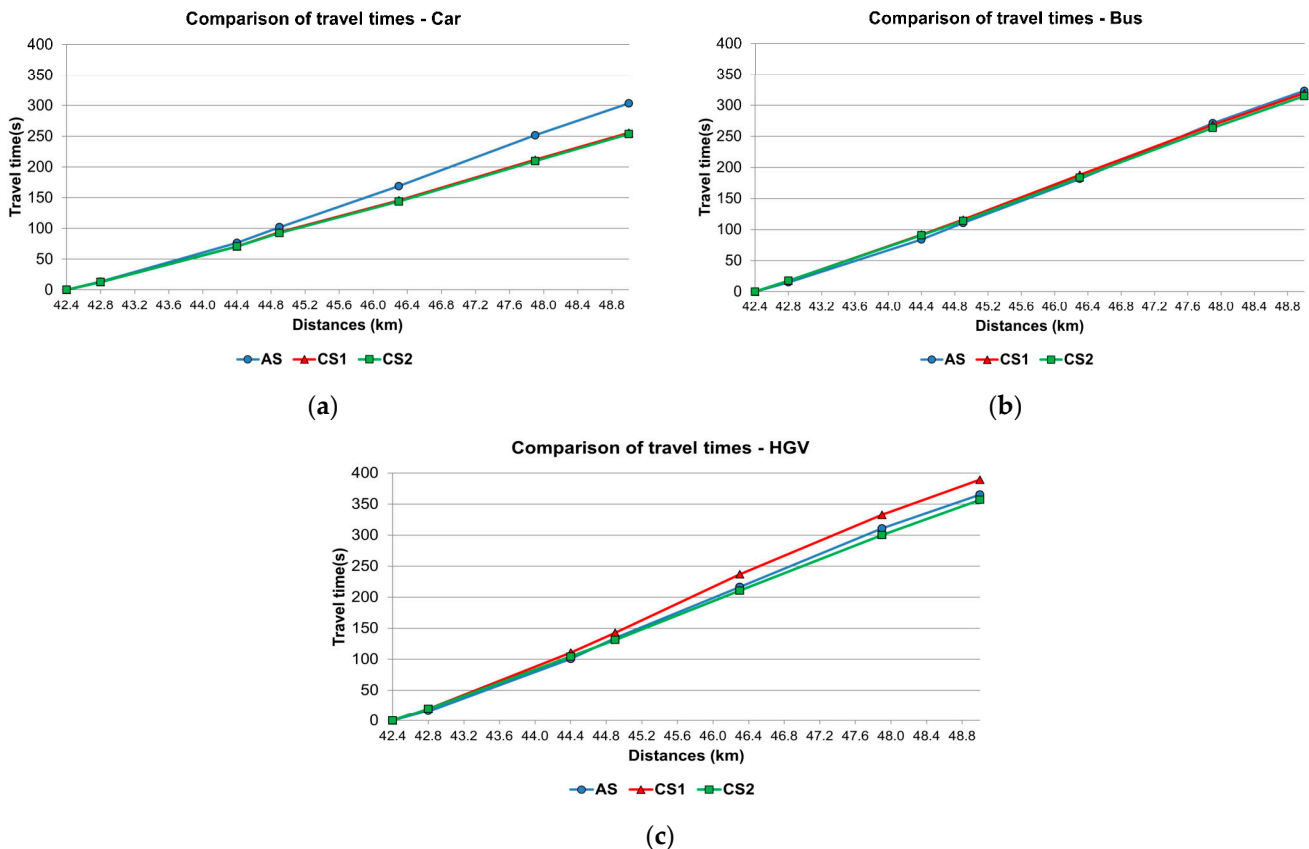 Comparison of travel times - Car
400
350
300
250
200
150
100
50
0
Travel time(s)
42.4 42.8 43.2 43.6 44.0 44.4 44.8 45.2 45.6 46.0 46.4 46.8 47.2 47.6 48.0 48.4 48.8
Distances (km)
AS CS1 CS2
(a)
Comparison of travel times - Bus
400
350
300
250
200
150
100
50
0
Travel time(s)
42.4 42.8 43.2 43.6 44.0 44.4 44.8 45.2 45.6 46.0 46.4 46.8 47.2 47.6 48.0 48.4 48.8
Distances (km)
AS CS1 CS2
(b)
Comparison of travel times - HGV
400
350
300
250
200
150
100
50
0
Travel time(s)
42.4 42.8 43.2 43.6 44.0 44.4 44.8 45.2 45.6 46.0 46.4 46.8 47.2 47.6 48.0 48.4 48.8
Distances (km)
AS CS1 CS2
(c)